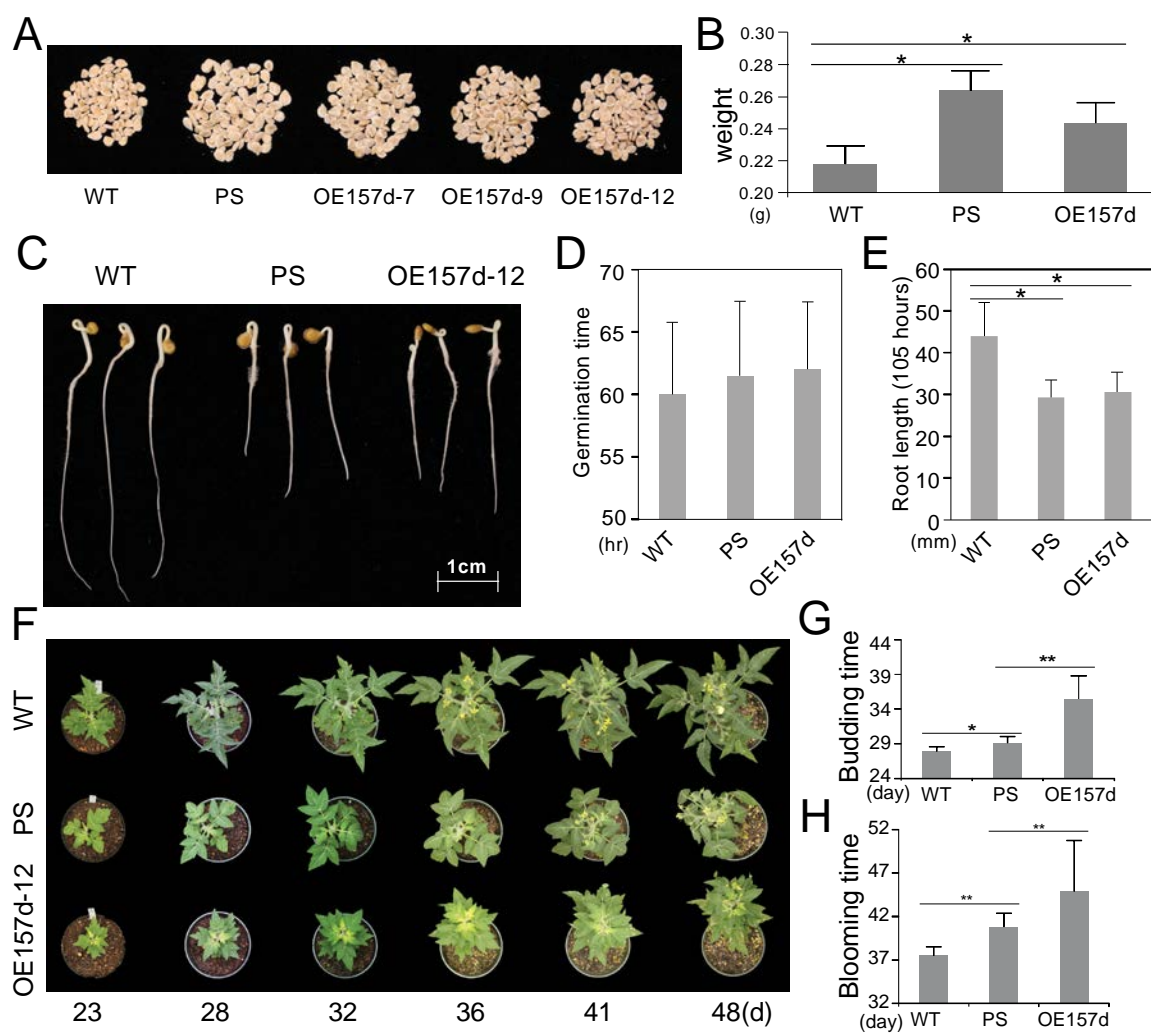 A
WT PS OE157d-7 OE157d-9 OE157d-12
B
weight
0.30
0.28
0.26
0.24
0.22
0.20
(g)
*
*
WT PS OE157d
C
WT PS OE157d-12
1cm
D
Germination time
70
65
60
55
50
(hr)
WT PS OE157d
E
Root length (105 hours)
60
50
40
30
20
10
0
(mm)
*
*
WT PS OE157d
F
WT
PS
OE157d-12
23 28 32 36 41 48(d)
G
Budding time
44
39
34
29
24
(day)
**
*
WT PS OE157d
H
Blooming time
52
47
42
37
32
(day)
**
**
WT PS OE157d